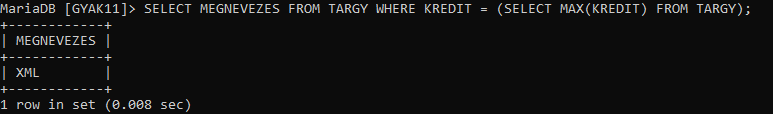 MariaDB [GYAK11]> SELECT MEGNEVEZES FROM TARGY WHERE KREDIT = (SELECT MAX(KREDIT) FROM TARGY);
+------------+
| MEGNEVEZES |
+------------+
| XML        |
+------------+
1 row in set (0.008 sec)